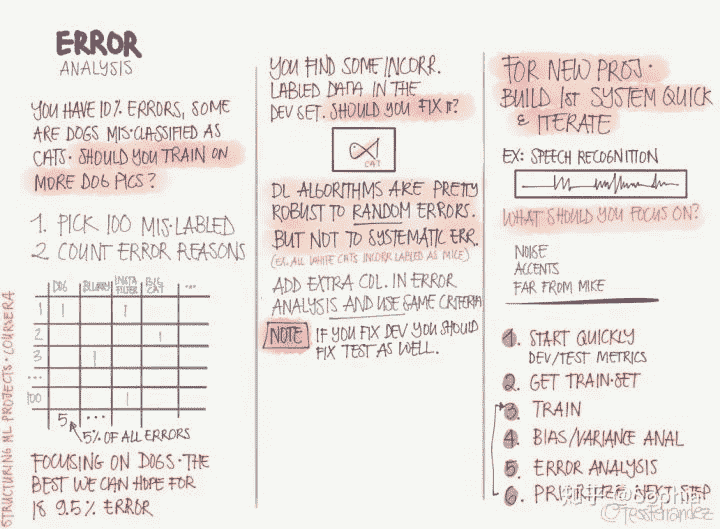 ERROR
ANALYSIS
YOU HAVE 10% ERRORS, SOME
ARE DOGS MIS-CLASSIFIED AS
CATS. SHOULD YOU TRAIN ON
MORE DOG PICS?
1. PICK 100 MIS-LABLED
2. COUNT ERROR REASONS
DOG BLURRY INSTA FILTER BIG CAT ...
1 | |
2 |
3 |
...
100 |
5 ...
5% OF ALL ERRORS
FOCUSING ON DOGS - THE
BEST WE CAN HOPE FOR
IS 9.5% ERROR
STRUCTURING ML PROJECTS - COURSERA
YOU FIND SOME INCORR.
LABLED DATA IN THE
DEV SET. SHOULD YOU FIX IT?
CAT
DL ALGORITHMS ARE PRETTY
ROBUST TO RANDOM ERRORS.
BUT NOT TO SYSTEMATIC ERR.
(EX. ALL WHITE CATS INCORR LABLED AS MICE)
ADD EXTRA COL. IN ERROR
ANALYSIS AND USE SAME CRITERIA
NOTE IF YOU FIX DEV YOU SHOULD
FIX TEST AS WELL.
FOR NEW PROJ.
BUILD 1st SYSTEM QUICK
& ITERATE
EX: SPEECH RECOGNITION
WHAT SHOULD YOU FOCUS ON?
NOISE
ACCENTS
FAR FROM MIKE
1. START QUICKLY
DEV/TEST METRICS
2. GET TRAIN-SET
3. TRAIN
4. BIAS/VARIANCE ANAL
5. ERROR ANALYSIS
6. PRIORITIZE NEXT STEP
知乎 @Sophia
@TessFerrandez